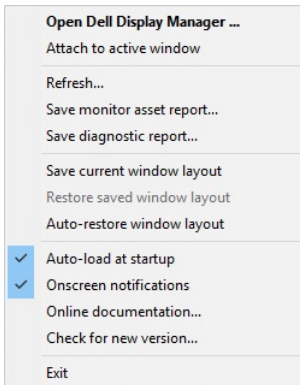 Open Dell Display Manager ...
Attach to active window
Refresh...
Save monitor asset report...
Save diagnostic report...
Save current window layout
Restore saved window layout
Auto-restore window layout
Auto-load at startup
Onscreen notifications
Online documentation...
Check for new version...
Exit